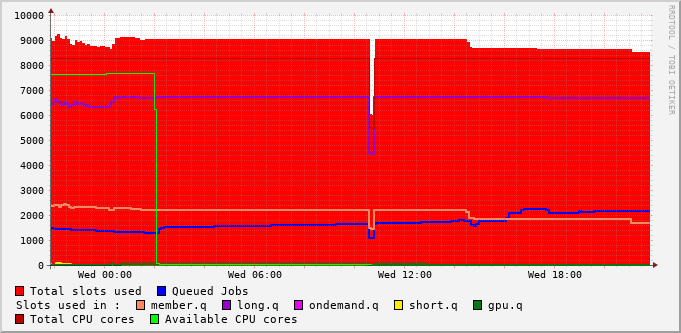 10000
9000
8000
7000
6000
5000
4000
3000
2000
1000
0
Wed 00:00 Wed 06:00 Wed 12:00 Wed 18:00
Total slots used Queued Jobs
Slots used in : member.q long.q ondemand.q short.q gpu.q
Total CPU cores Available CPU cores
RRDTOOL / TOBI OETIKER